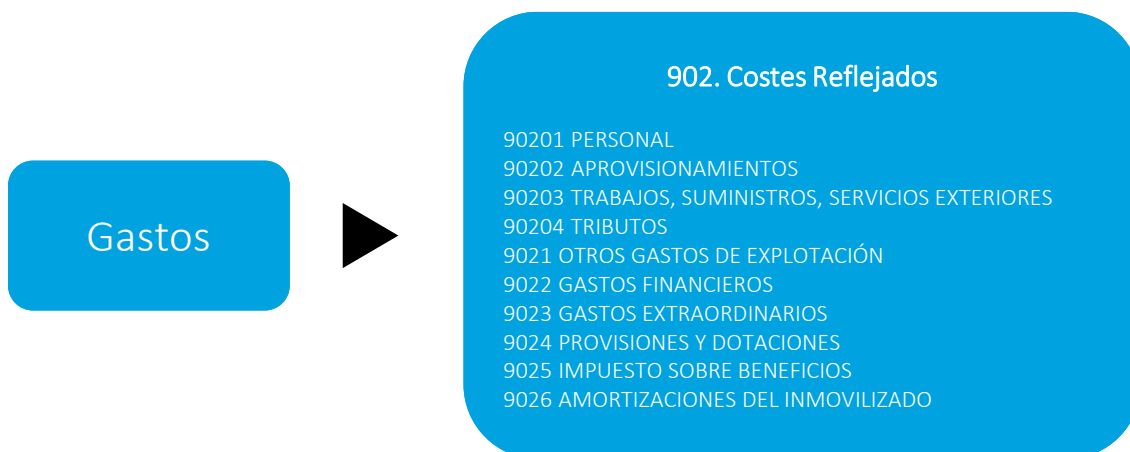 Gastos
902. Costes Reflejados
90201 PERSONAL
90202 APROVISIONAMIENTOS
90203 TRABAJOS, SUMINISTROS, SERVICIOS EXTERIORES
90204 TRIBUTOS
9021 OTROS GASTOS DE EXPLOTACIÓN
9022 GASTOS FINANCIEROS
9023 GASTOS EXTRAORDINARIOS
9024 PROVISIONES Y DOTACIONES
9025 IMPUESTO SOBRE BENEFICIOS
9026 AMORTIZACIONES DEL INMOVILIZADO